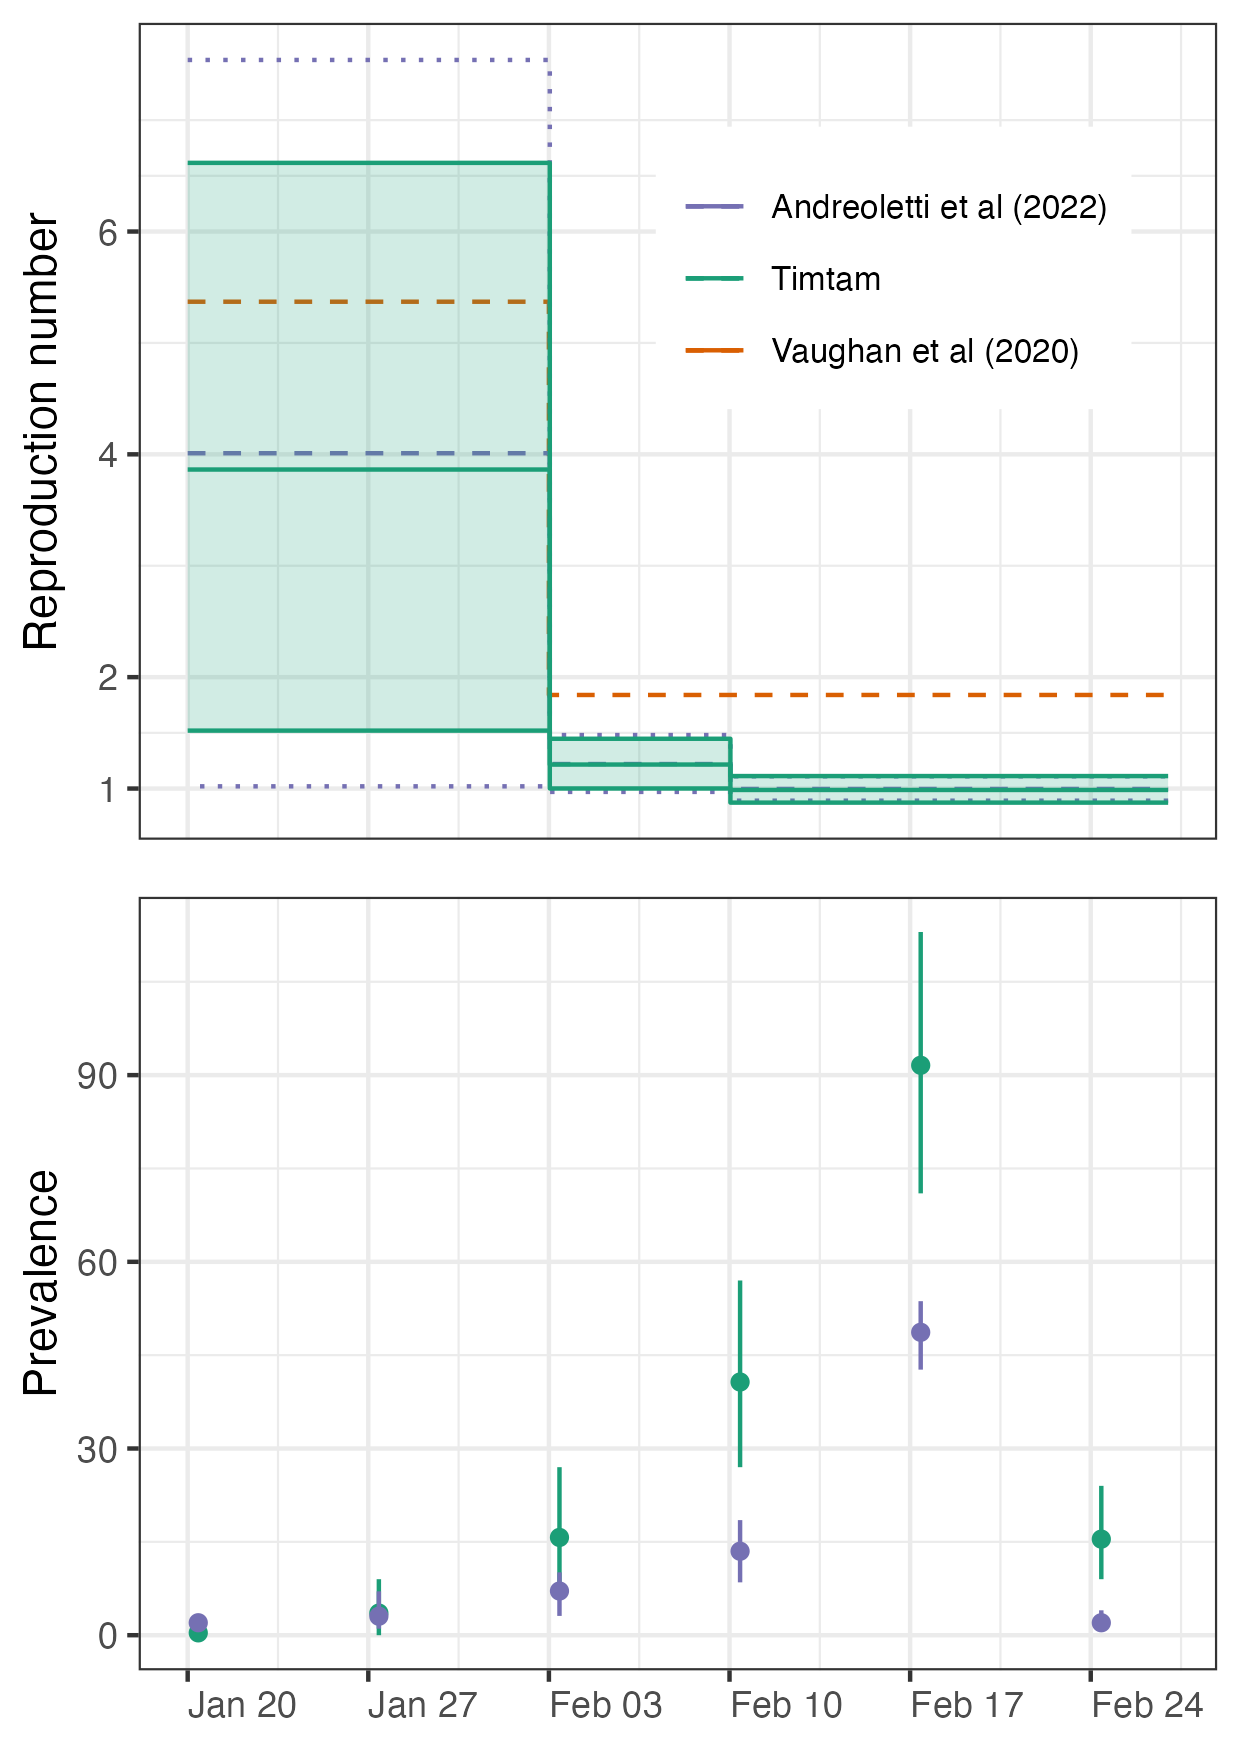 Reproduction number
6
4
2
1
Andreoletti et al (2022)
Timtam
Vaughan et al (2020)
Prevalence
90
60
30
0
Jan 20 Jan 27 Feb 03 Feb 10 Feb 17 Feb 24